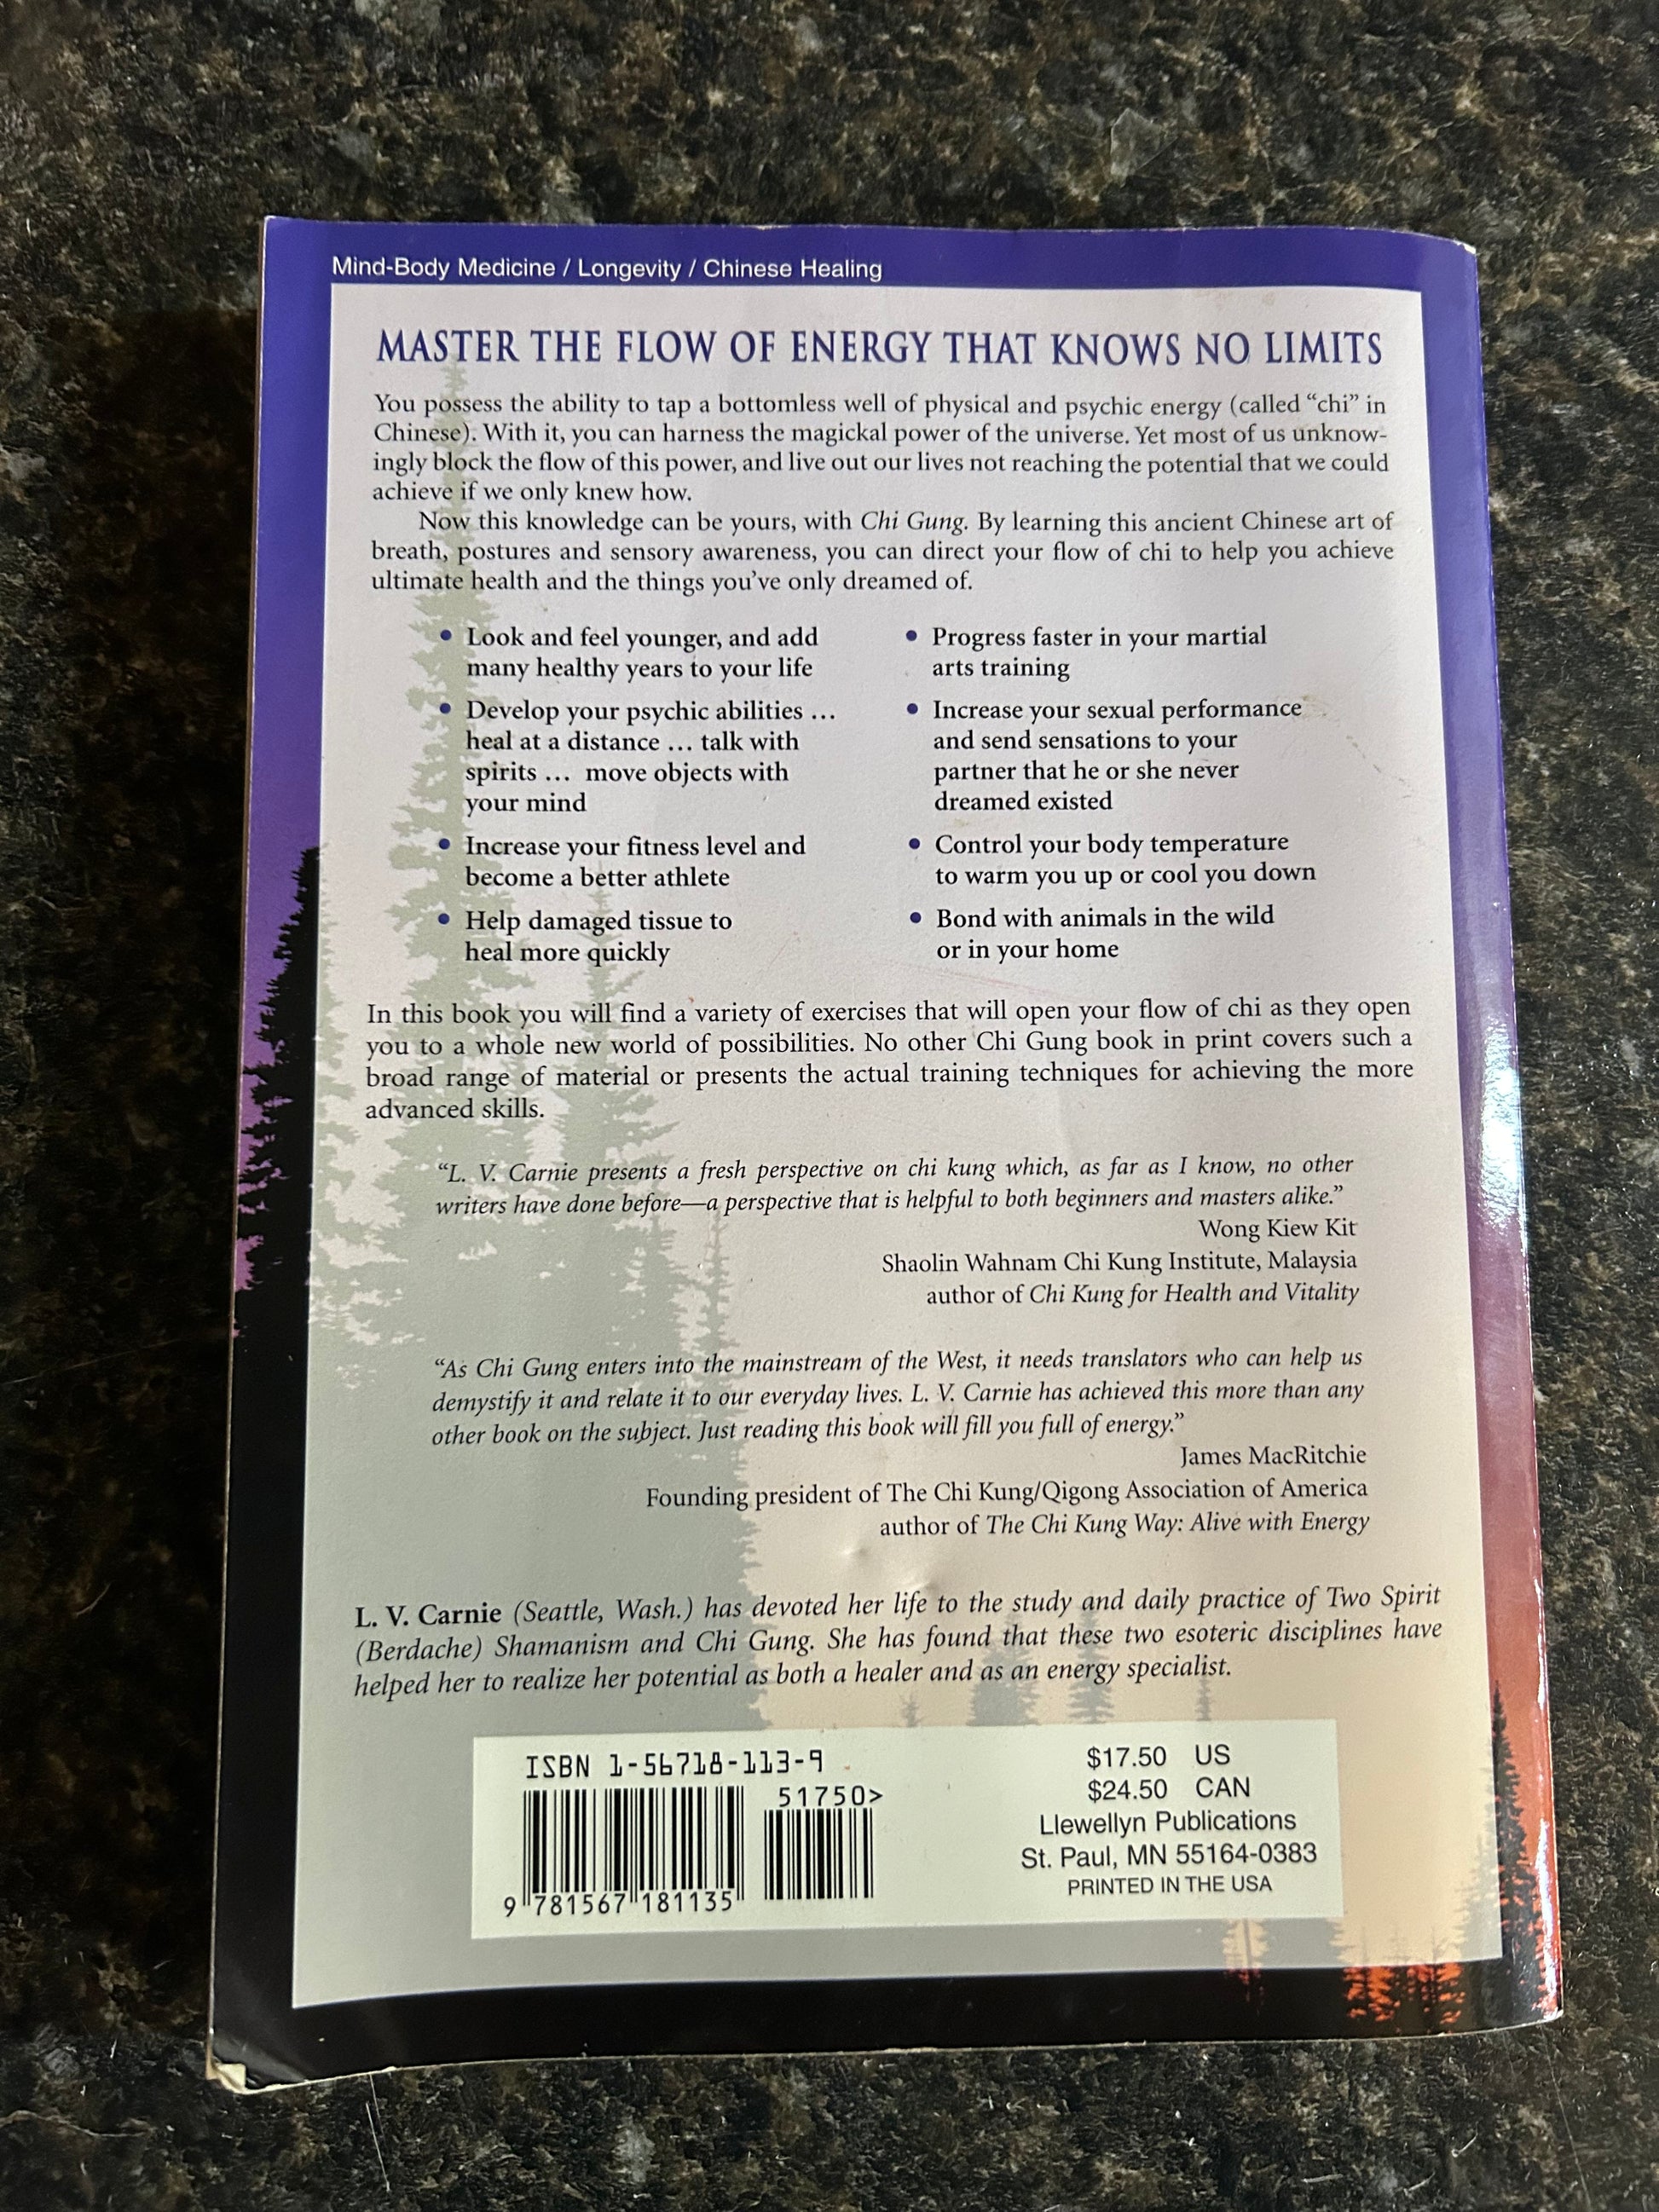 Mind-Body Medicine / Longevity / Chinese Healing
MASTER THE FLOW OF ENERGY THAT KNOWS NO LIMITS
You possess the ability to tap a bottomless well of physical and psychic energy (called “chi” in
Chinese). With it, you can harness the magickal power of the universe. Yet most of us unknow-
ingly block the flow of this power, and live out our lives not reaching the potential that we could
achieve if we only knew how.
Now this knowledge can be yours, with Chi Gung. By learning this ancient Chinese art of
breath, postures and sensory awareness, you can direct your flow of chi to help you achieve
ultimate health and the things you’ve only dreamed of.
• Look and feel younger, and add
many healthy years to your life
• Develop your psychic abilities …
heal at a distance … talk with
spirits … move objects with
your mind
• Increase your fitness level and
become a better athlete
• Help damaged tissue to
heal more quickly
• Progress faster in your martial
arts training
• Increase your sexual performance
and send sensations to your
partner that he or she never
dreamed existed
• Control your body temperature
to warm you up or cool you down
• Bond with animals in the wild
or in your home
In this book you will find a variety of exercises that will open your flow of chi as they open
you to a whole new world of possibilities. No other Chi Gung book in print covers such a
broad range of material or presents the actual training techniques for achieving the more
advanced skills.
“L. V. Carnie presents a fresh perspective on chi kung which, as far as I know, no other
writers have done before—a perspective that is helpful to both beginners and masters alike.”
Wong Kiew Kit
Shaolin Wahnam Chi Kung Institute, Malaysia
author of Chi Kung for Health and Vitality
“As Chi Gung enters into the mainstream of the West, it needs translators who can help us
demystify it and relate it to our everyday lives. L. V. Carnie has achieved this more than any
other book on the subject. Just reading this book will fill you full of energy.”
James MacRitchie
Founding president of The Chi Kung/Qigong Association of America
author of The Chi Kung Way: Alive with Energy
L. V. Carnie (Seattle, Wash.) has devoted her life to the study and daily practice of Two Spirit
(Berdache) Shamanism and Chi Gung. She has found that these two esoteric disciplines have
helped her to realize her potential as both a healer and as an energy specialist.
ISBN 1-56718-113-9
51750>
9 781567 181135
$17.50 US
$24.50 CAN
Llewellyn Publications
St. Paul, MN 55164-0383
PRINTED IN THE USA